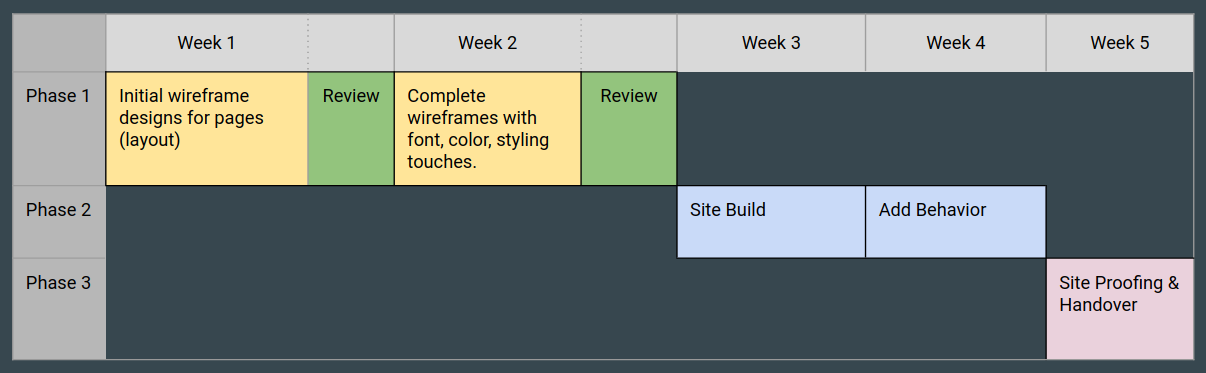 Week 1
Week 2
Week 3
Week 4
Week 5
Phase 1
Initial wireframe
designs for pages
(layout)
Review
Complete
wireframes with
font, color, styling
touches.
Review
Phase 2
Site Build
Add Behavior
Phase 3
Site Proofing &
Handover